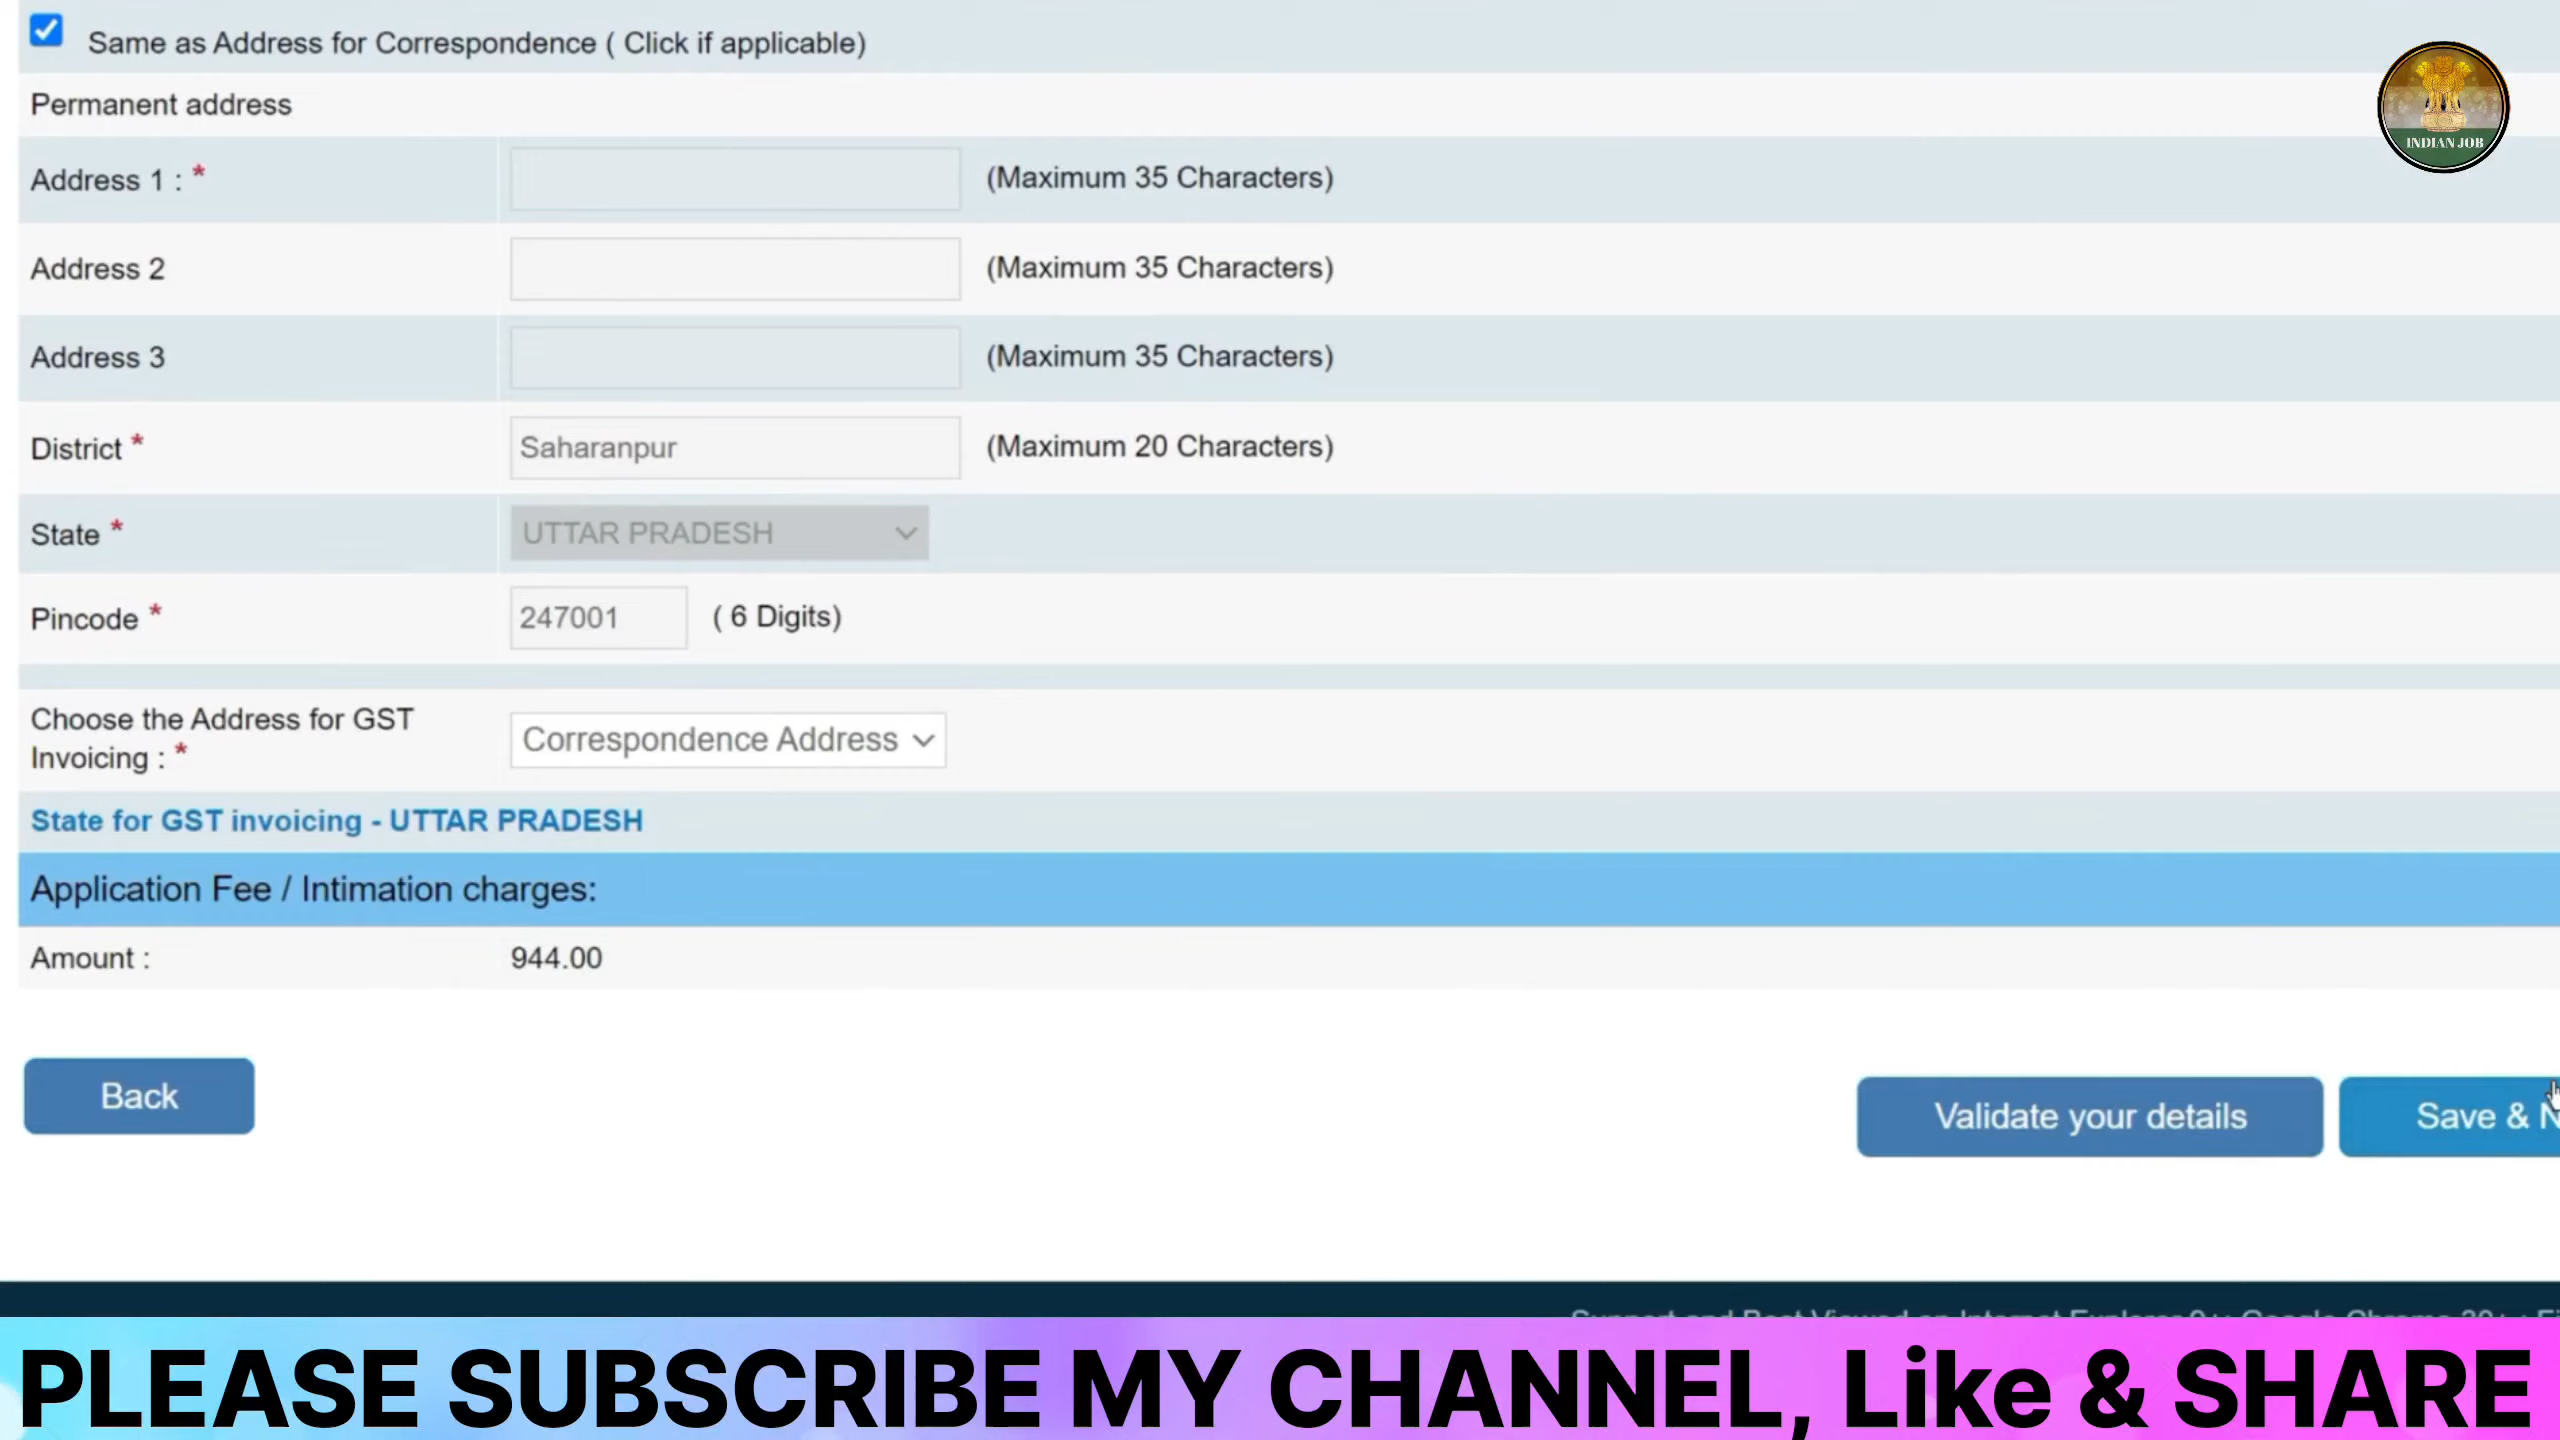 Same as Address for Correspondence ( Click if applicable)
INDIAN JOB
Permanent address
Address 1 : * (Maximum 35 Characters)
Address 2 (Maximum 35 Characters)
Address 3 (Maximum 35 Characters)
District * Saharanpur (Maximum 20 Characters)
State * UTTAR PRADESH
Pincode * 247001 ( 6 Digits)
Choose the Address for GST
Invoicing : * Correspondence Address
State for GST invoicing - UTTAR PRADESH
Application Fee / Intimation charges:
Amount : 944.00
Back
Validate your details
Save &
PLEASE SUBSCRIBE MY CHANNEL, Like & SHARE